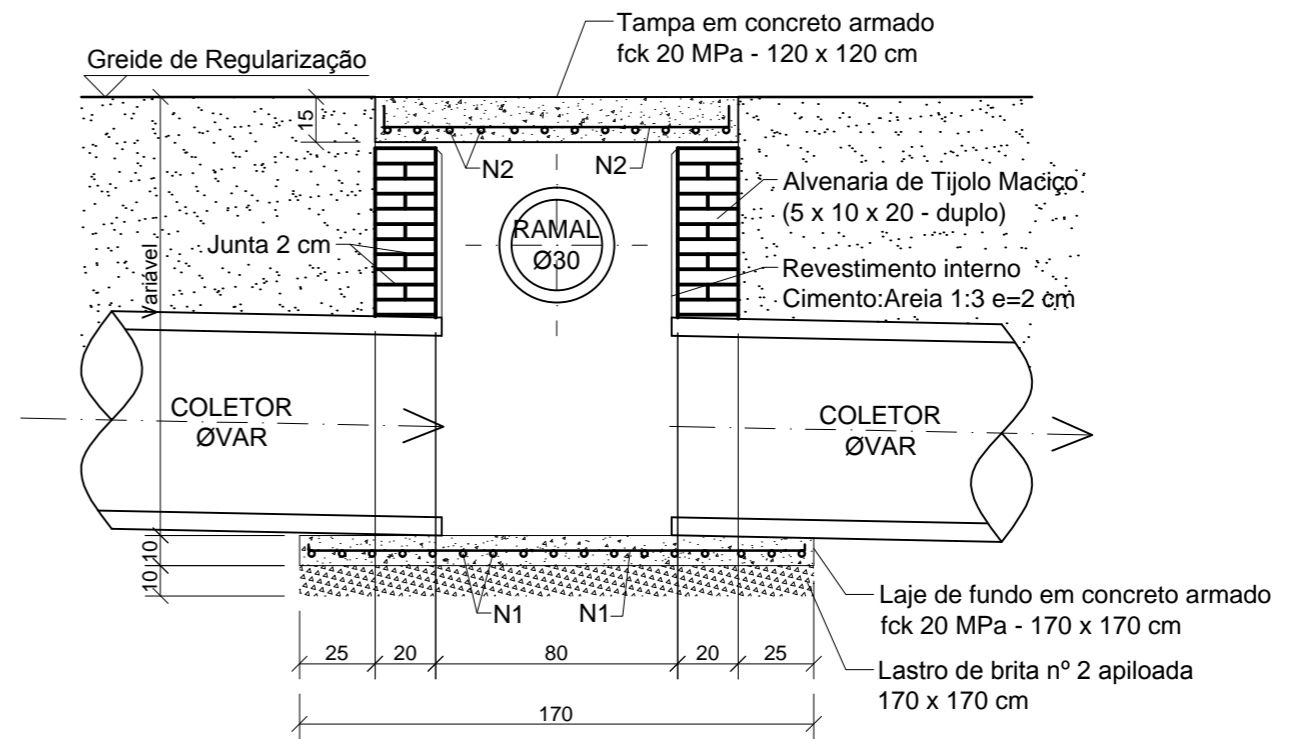 Tampa em concreto armado
fck 20 MPa - 120 x 120 cm
Greide de Regularização
15
N2
N2
Alvenaria de Tijolo Maciço
(5 x 10 x 20 - duplo)
RAMAL
Ø30
Junta 2 cm
Variável
Revestimento interno
Cimento:Areia 1:3 e=2 cm
COLETOR
ØVAR
COLETOR
ØVAR
10
10
N1
N1
Laje de fundo em concreto armado
fck 20 MPa - 170 x 170 cm
25
20
80
20
25
Lastro de brita nº 2 apiloada
170 x 170 cm
170